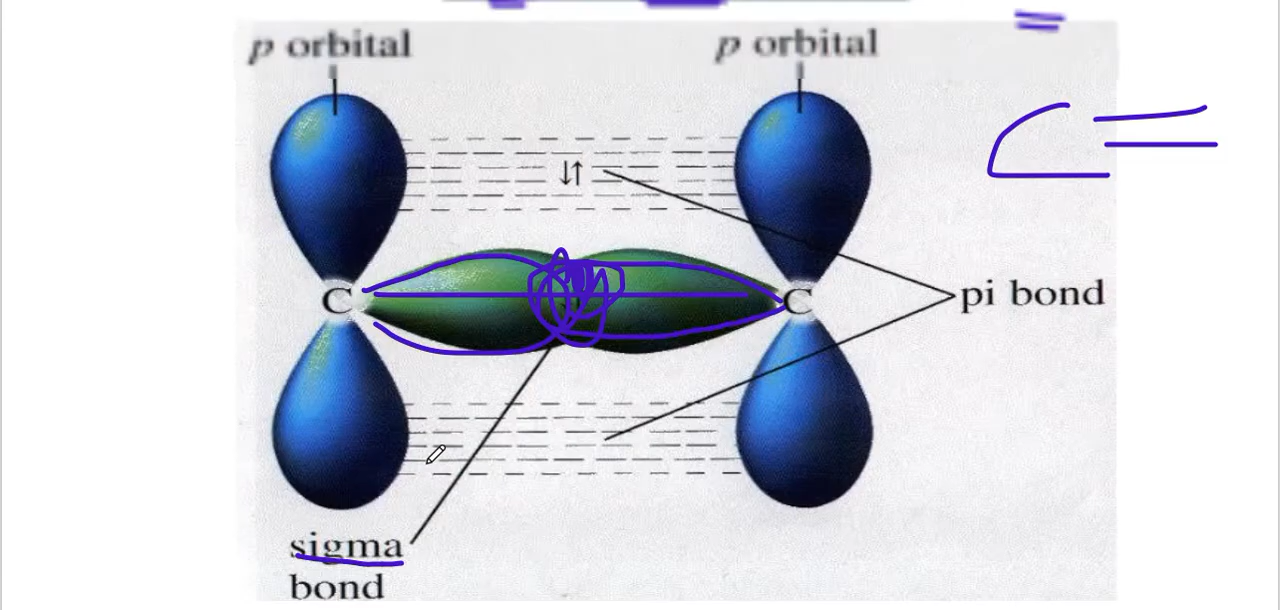 p orbital
p orbital
⇂↾
C
C
pi bond
sigma
bond
C=